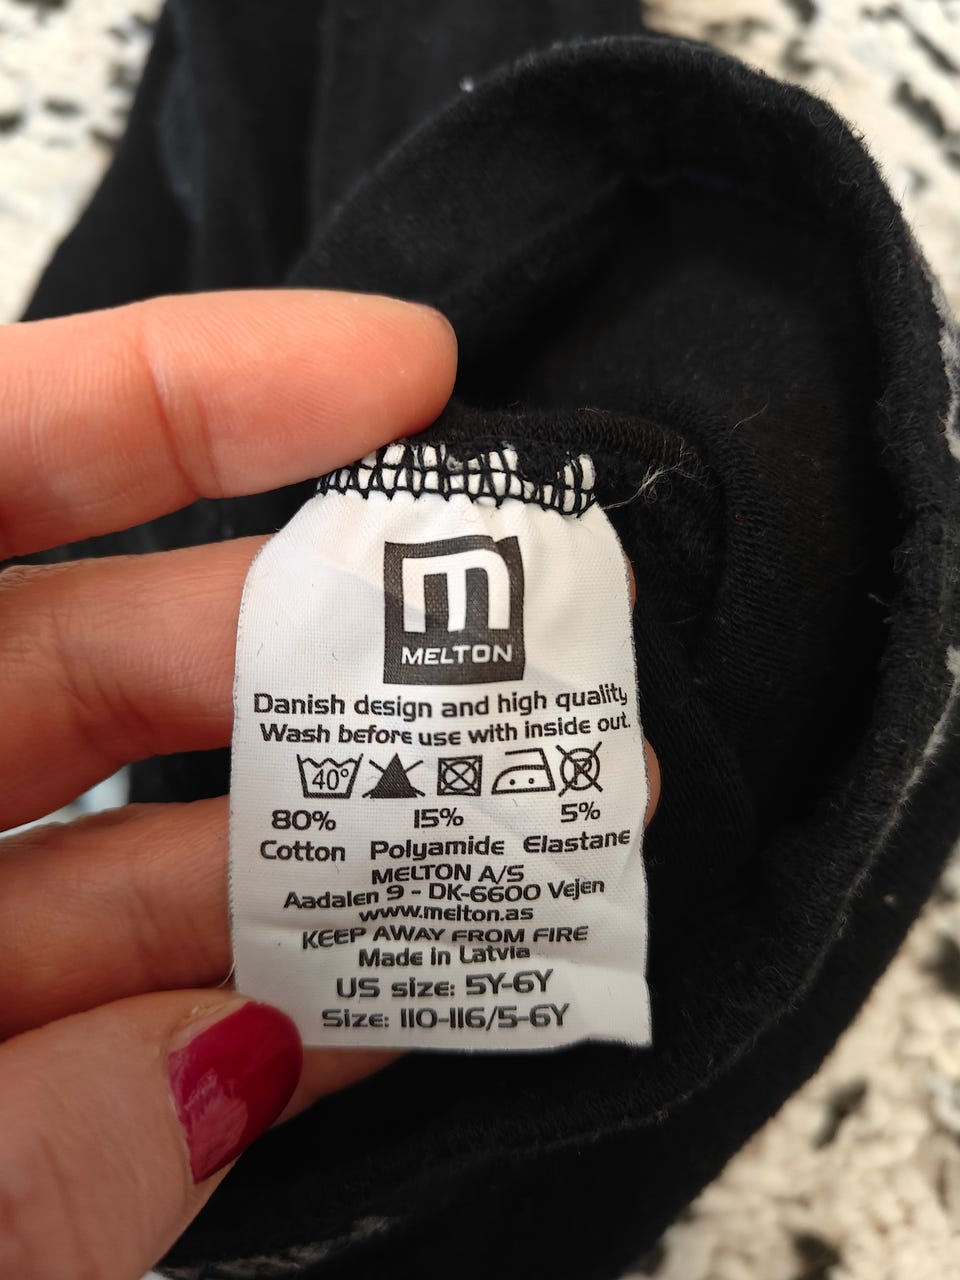 m
MELTON
Danish design and high quality
Wash before use with inside out.
40°
80% 15% 5%
Cotton Polyamide Elastane
MELTON A/S
Aadalen 9 - DK-6600 Vejen
www.melton.as
KEEP AWAY FROM FIRE
Made in Latvia
US size: 5Y-6Y
Size: 110-116/5-6Y